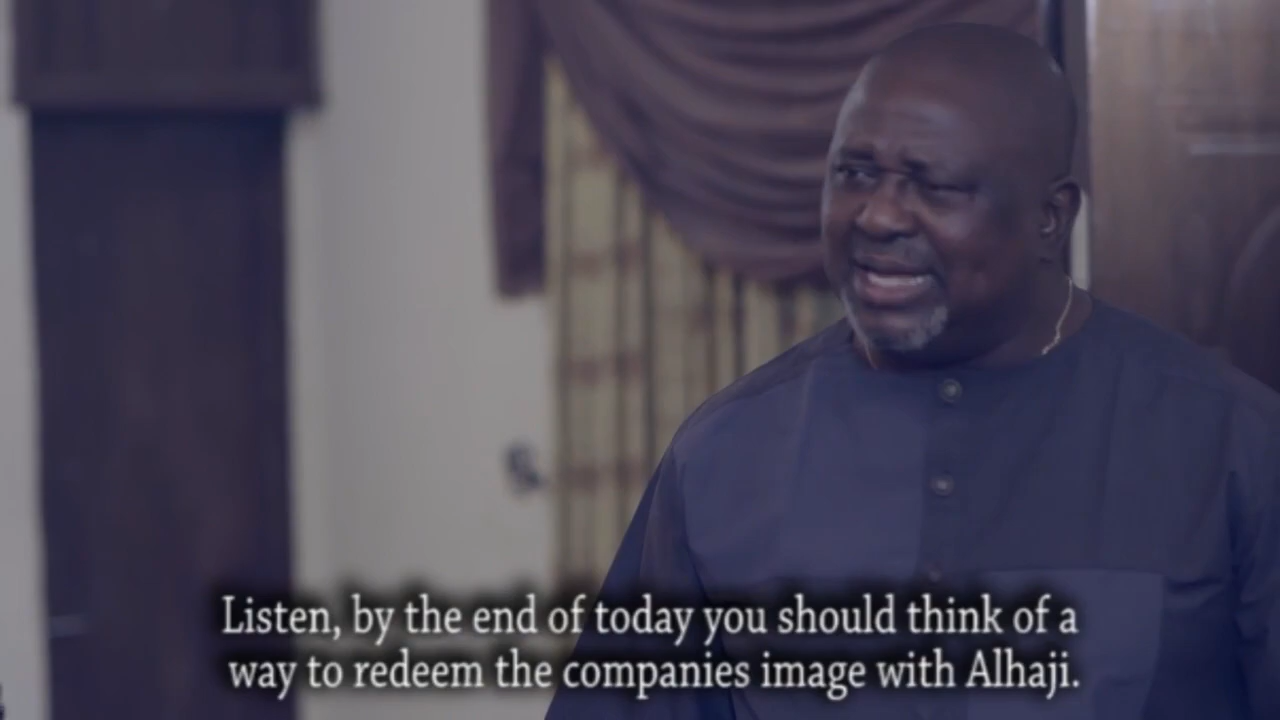 Listen, by the end of today you should think of a
way to redeem the companies image with Alhaji.